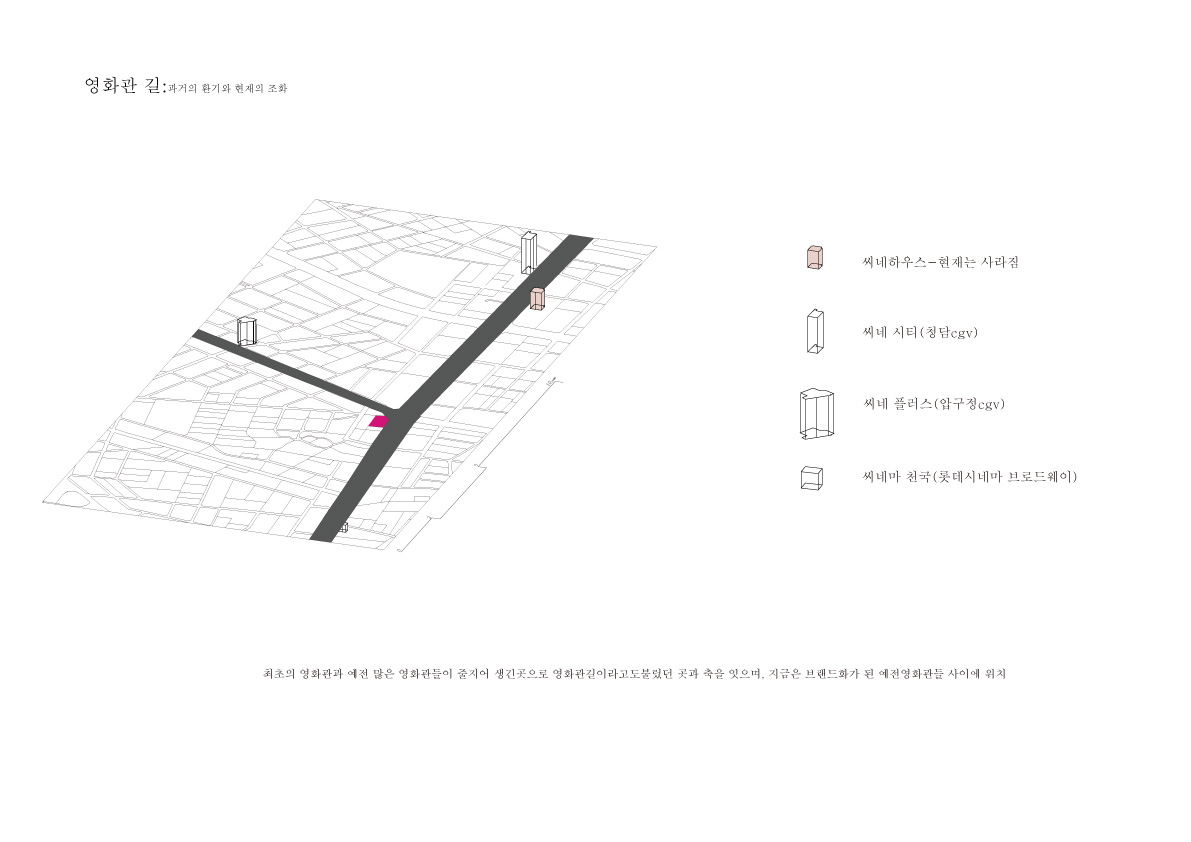 영화관 길:과거의 환기와 현재의 조화
씨네하우스-현재는 사라짐
씨네 시티(청담cgv)
씨네 플러스(압구정cgv)
씨네마 천국(롯데시네마 브로드웨이)
최초의 영화관과 예전 많은 영화관들이 줄지어 생긴곳으로 영화관길이라고도불렸던 곳과 축을 잇으며, 지금은 브랜드화가 된 예전영화관들 사이에 위치